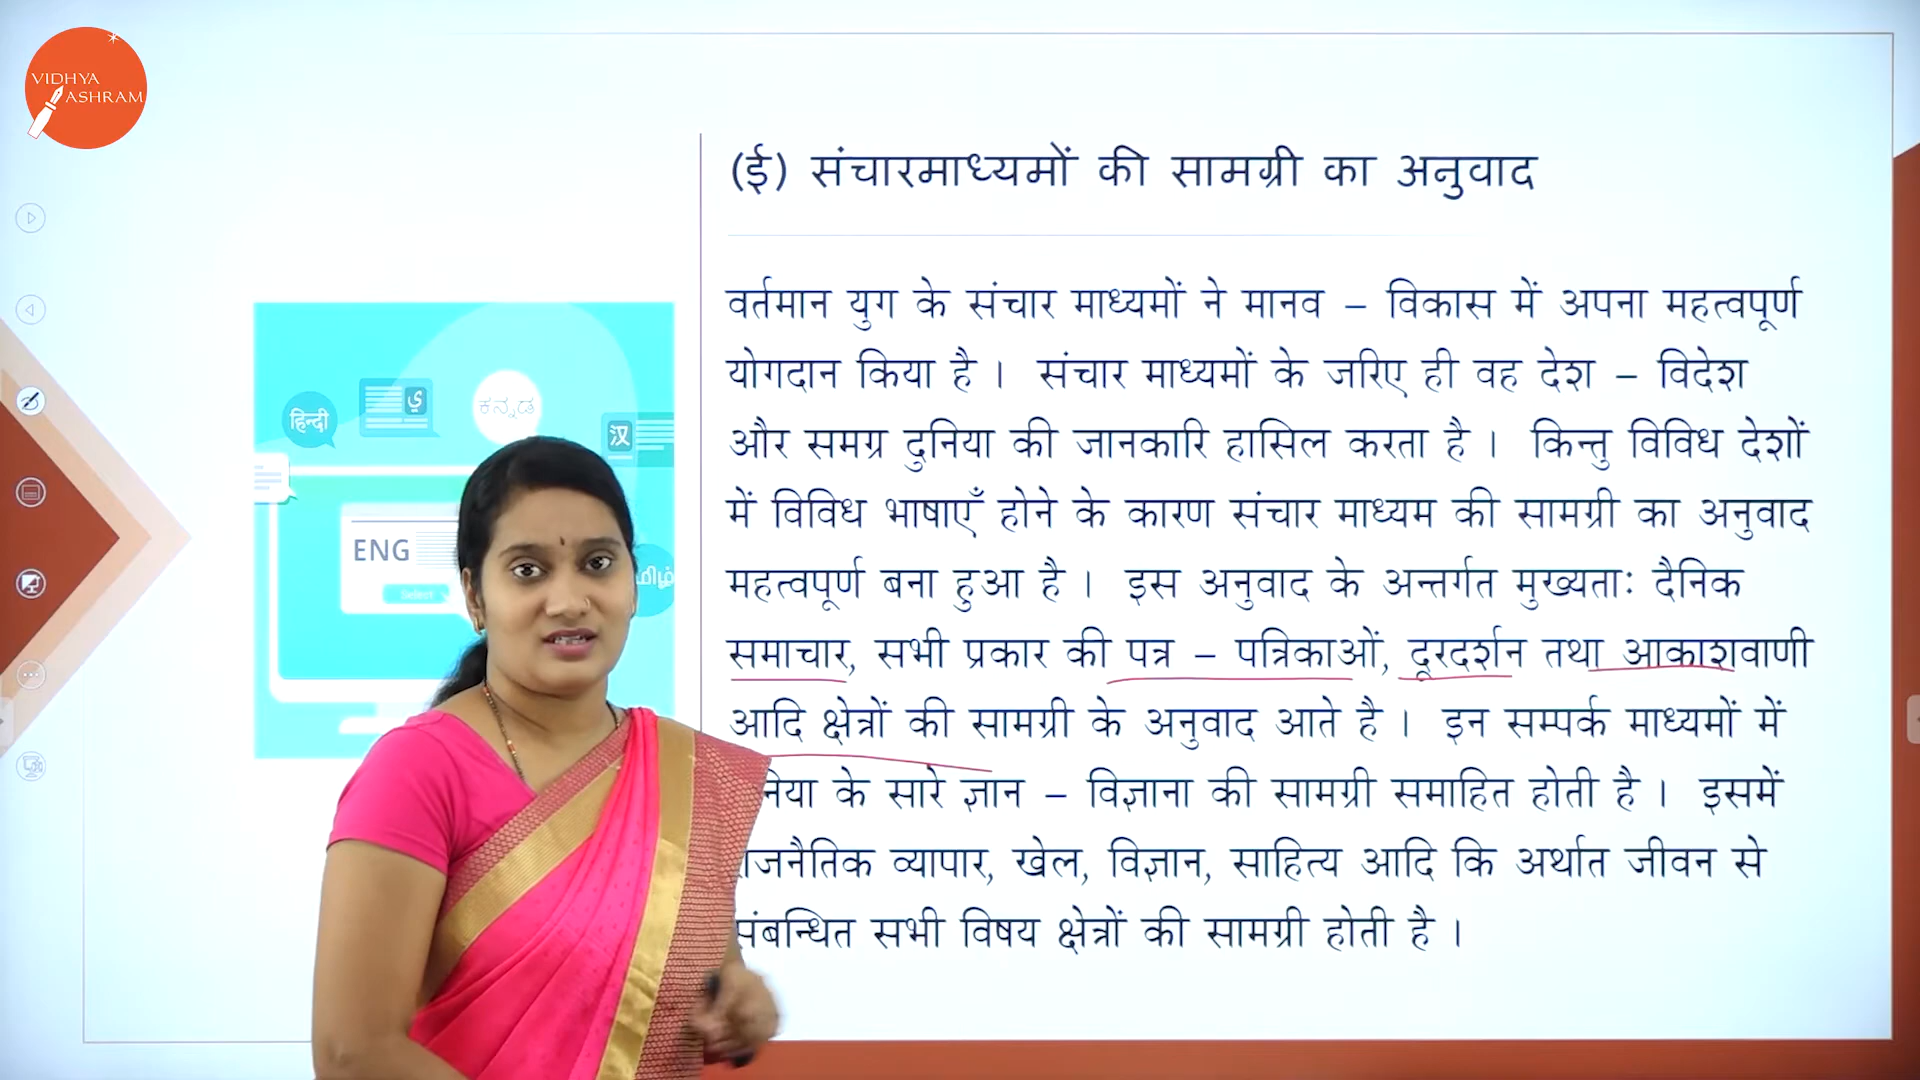 VIDHYA
ASHRAM
(ई) संचारमाध्यमों की सामग्री का अनुवाद
वर्तमान युग के संचार माध्यमों ने मानव – विकास में अपना महत्वपूर्ण
योगदान किया है । संचार माध्यमों के जरिए ही वह देश – विदेश
और समग्र दुनिया की जानकारि हासिल करता है । किन्तु विविध देशों
में विविध भाषाएँ होने के कारण संचार माध्यम की सामग्री का अनुवाद
महत्वपूर्ण बना हुआ है । इस अनुवाद के अन्तर्गत मुख्यताः दैनिक
समाचार, सभी प्रकार की पत्र – पत्रिकाओं, दूरदर्शन तथा आकाशवाणी
आदि क्षेत्रों की सामग्री के अनुवाद आते है । इन सम्पर्क माध्यमों में
के सारे ज्ञान – विज्ञाना की सामग्री समाहित होती है । इसमें
व्यापार, खेल, विज्ञान, साहित्य आदि कि अर्थात जीवन से
संबन्धित सभी विषय क्षेत्रों की सामग्री होती है ।
हिन्दी
ي
ಕನ್ನಡ
汉
ENG
Select